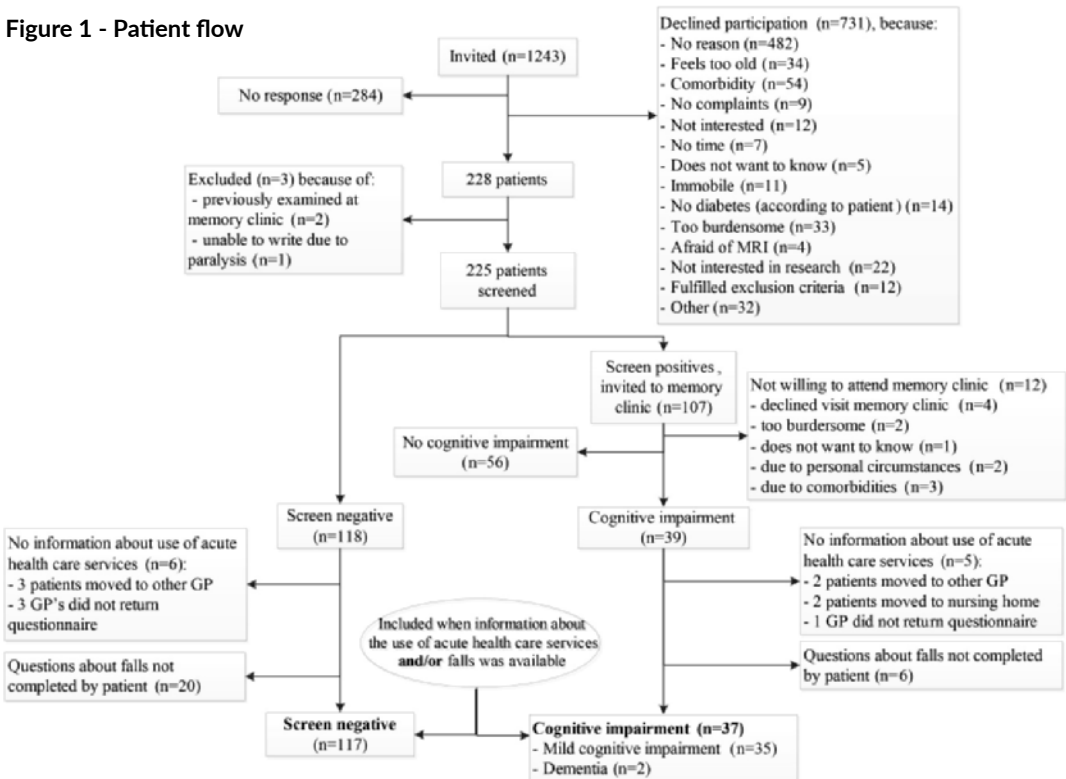 Figure 1 - Patient flow
Invited (n=1243)
No response (n=284)
Declined participation (n=731), because:
- No reason (n=482)
- Feels too old (n=34)
- Comorbidity (n=54)
- No complaints (n=9)
- Not interested (n=12)
- No time (n=7)
- Does not want to know (n=5)
- Immobile (n=11)
- No diabetes (according to patient) (n=14)
- Too burdensome (n=33)
- Afraid of MRI (n=4)
- Not interested in research (n=22)
- Fulfilled exclusion criteria (n=12)
- Other (n=32)
228 patients
Excluded (n=3) because of:
- previously examined at
memory clinic (n=2)
- unable to write due to
paralysis (n=1)
225 patients
screened
Screen positives,
invited to memory
clinic (n=107)
Not willing to attend memory clinic (n=12)
- declined visit memory clinic (n=4)
- too burdersome (n=2)
- does not want to know (n=1)
- due to personal circumstances (n=2)
- due to comorbidities (n=3)
No cognitive impairment
(n=56)
Screen negative
(n=118)
Cognitive impairment
(n=39)
No information about use of acute
health care services (n=6):
- 3 patients moved to other GP
- 3 GP's did not return
questionnaire
No information about use of acute
health care services (n=5):
- 2 patients moved to other GP
- 2 patients moved to nursing home
- 1 GP did not return questionnaire
Included when information about
the use of acute health care services
and/or falls was available
Questions about falls not
completed by patient (n=20)
Questions about falls not completed
by patient (n=6)
Screen negative
(n=117)
Cognitive impairment (n=37)
- Mild cognitive impairment (n=35)
- Dementia (n=2)